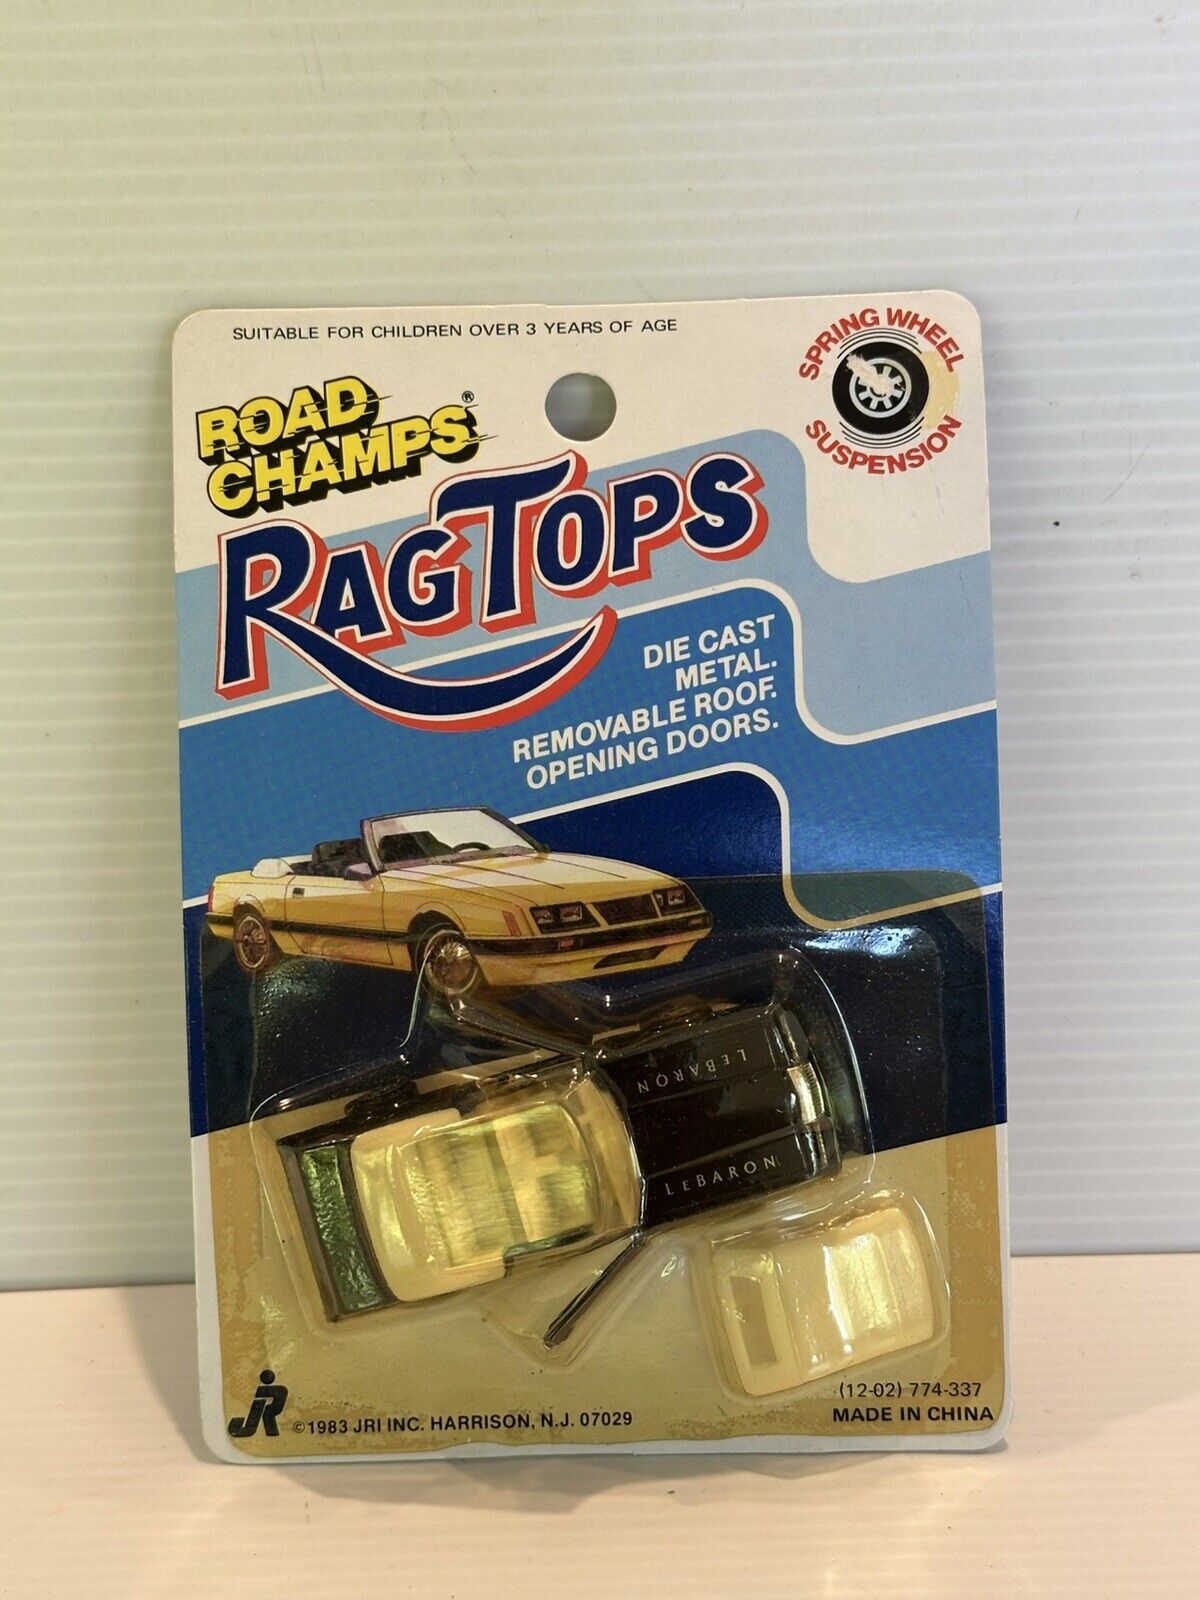 SUITABLE FOR CHILDREN OVER 3 YEARS OF AGE
SPRING WHEEL
SUSPENSION
ROAD
CHAMPS®
RAGTOPS
DIE CAST
METAL.
REMOVABLE ROOF.
OPENING DOORS.
LEBARON
LEBARON
JR
©1983 JRI INC. HARRISON, N.J. 07029
(12-02) 774-337
MADE IN CHINA